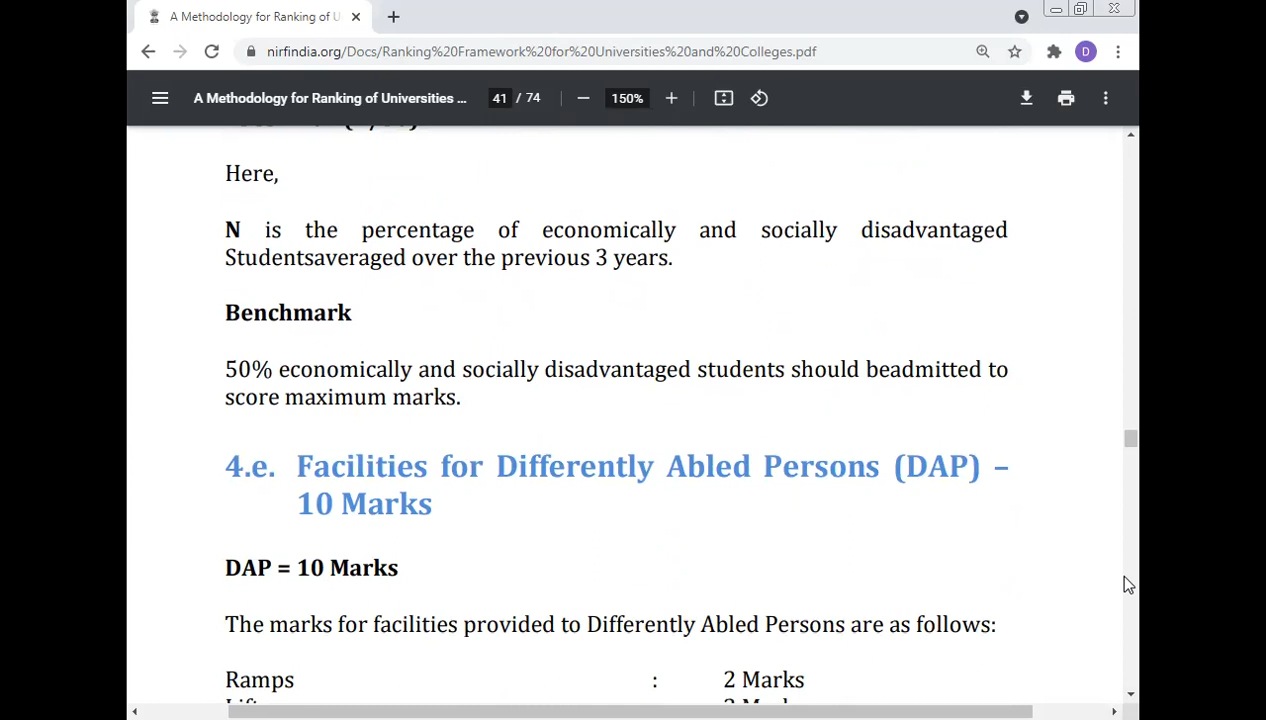 A Methodology for Ranking of U
nirfindia.org/Docs/Ranking%20Framework%20for%20Universities%20and%20Colleges.pdf
D
A Methodology for Ranking of Universities ...
41 / 74
150%
Here,
N is the percentage of economically and socially disadvantaged
Studentsaveraged over the previous 3 years.
Benchmark
50% economically and socially disadvantaged students should beadmitted to
score maximum marks.
4.e. Facilities for Differently Abled Persons (DAP) –
10 Marks
DAP = 10 Marks
The marks for facilities provided to Differently Abled Persons are as follows:
Ramps : 2 Marks